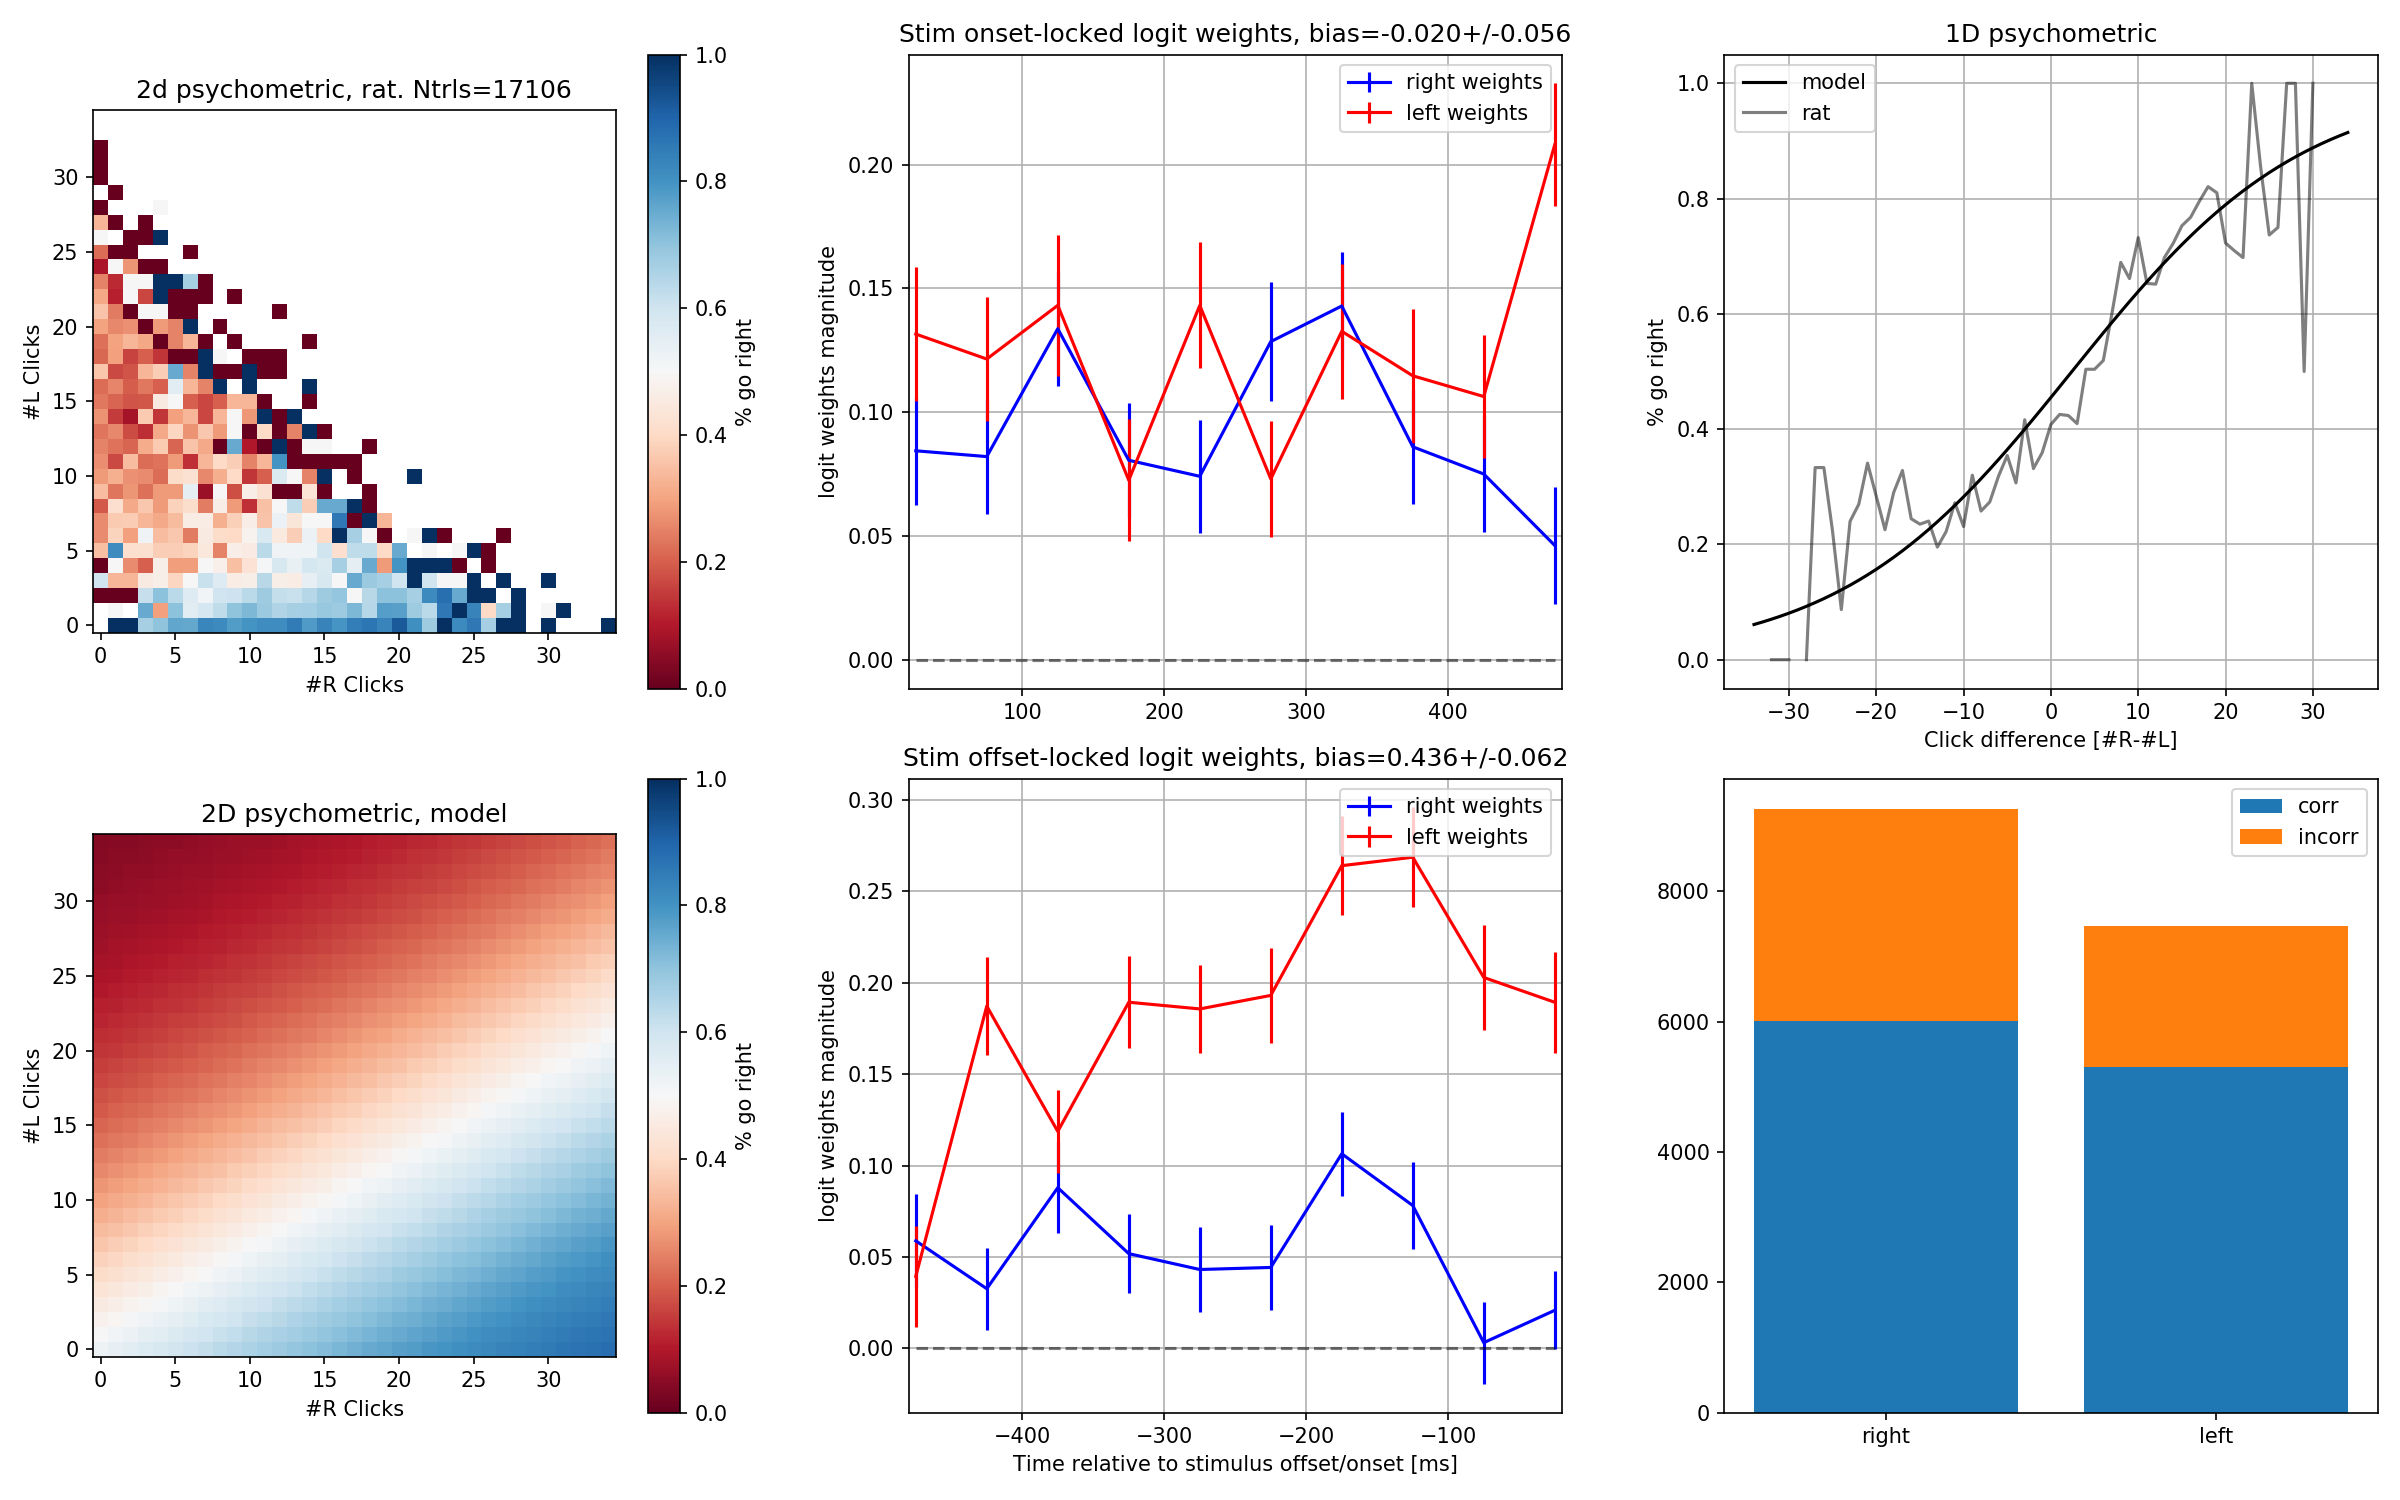 2d psychometric, rat. Ntrls=17106
#L Clicks
30
25
20
15
10
5
0
0 5 10 15 20 25 30
#R Clicks
1.0
0.8
0.6
0.4
0.2
0.0
% go right
Stim onset-locked logit weights, bias=-0.020+/-0.056
right weights
left weights
logit weights magnitude
0.20
0.15
0.10
0.05
0.00
100 200 300 400
1D psychometric
model
rat
% go right
1.0
0.8
0.6
0.4
0.2
0.0
−30 −20 −10 0 10 20 30
Click difference [#R-#L]
2D psychometric, model
#L Clicks
30
25
20
15
10
5
0
0 5 10 15 20 25 30
#R Clicks
1.0
0.8
0.6
0.4
0.2
0.0
% go right
Stim offset-locked logit weights, bias=0.436+/-0.062
right weights
left weights
logit weights magnitude
0.30
0.25
0.20
0.15
0.10
0.05
0.00
−400 −300 −200 −100
Time relative to stimulus offset/onset [ms]
corr
incorr
8000
6000
4000
2000
0
right left